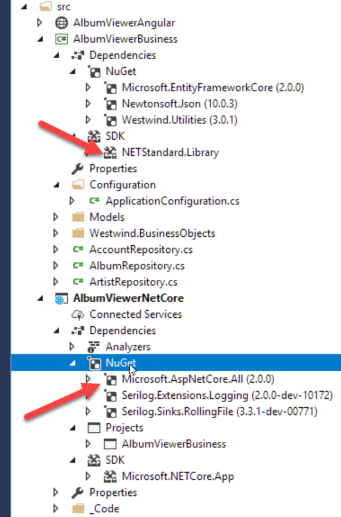 src
AlbumViewerAngular
C# AlbumViewerBusiness
Dependencies
NuGet
Microsoft.EntityFrameworkCore (2.0.0)
Newtonsoft.Json (10.0.3)
Westwind.Utilities (3.0.1)
SDK
NETStandard.Library
Properties
Configuration
C# ApplicationConfiguration.cs
Models
Westwind.BusinessObjects
C# AccountRepository.cs
C# AlbumRepository.cs
C# ArtistRepository.cs
AlbumViewerNetCore
Connected Services
Dependencies
Analyzers
NuGet
Microsoft.AspNetCore.All (2.0.0)
Serilog.Extensions.Logging (2.0.0-dev-10172)
Serilog.Sinks.RollingFile (3.3.1-dev-00771)
Projects
AlbumViewerBusiness
SDK
Microsoft.NETCore.App
Properties
_Code